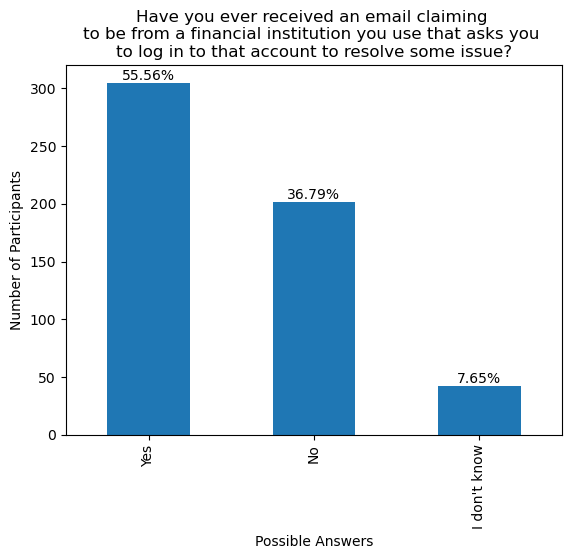 Have you ever received an email claiming
to be from a financial institution you use that asks you
to log in to that account to resolve some issue?
55.56%
36.79%
7.65%
300
250
200
150
100
50
0
Number of Participants
Yes
No
I don't know
Possible Answers